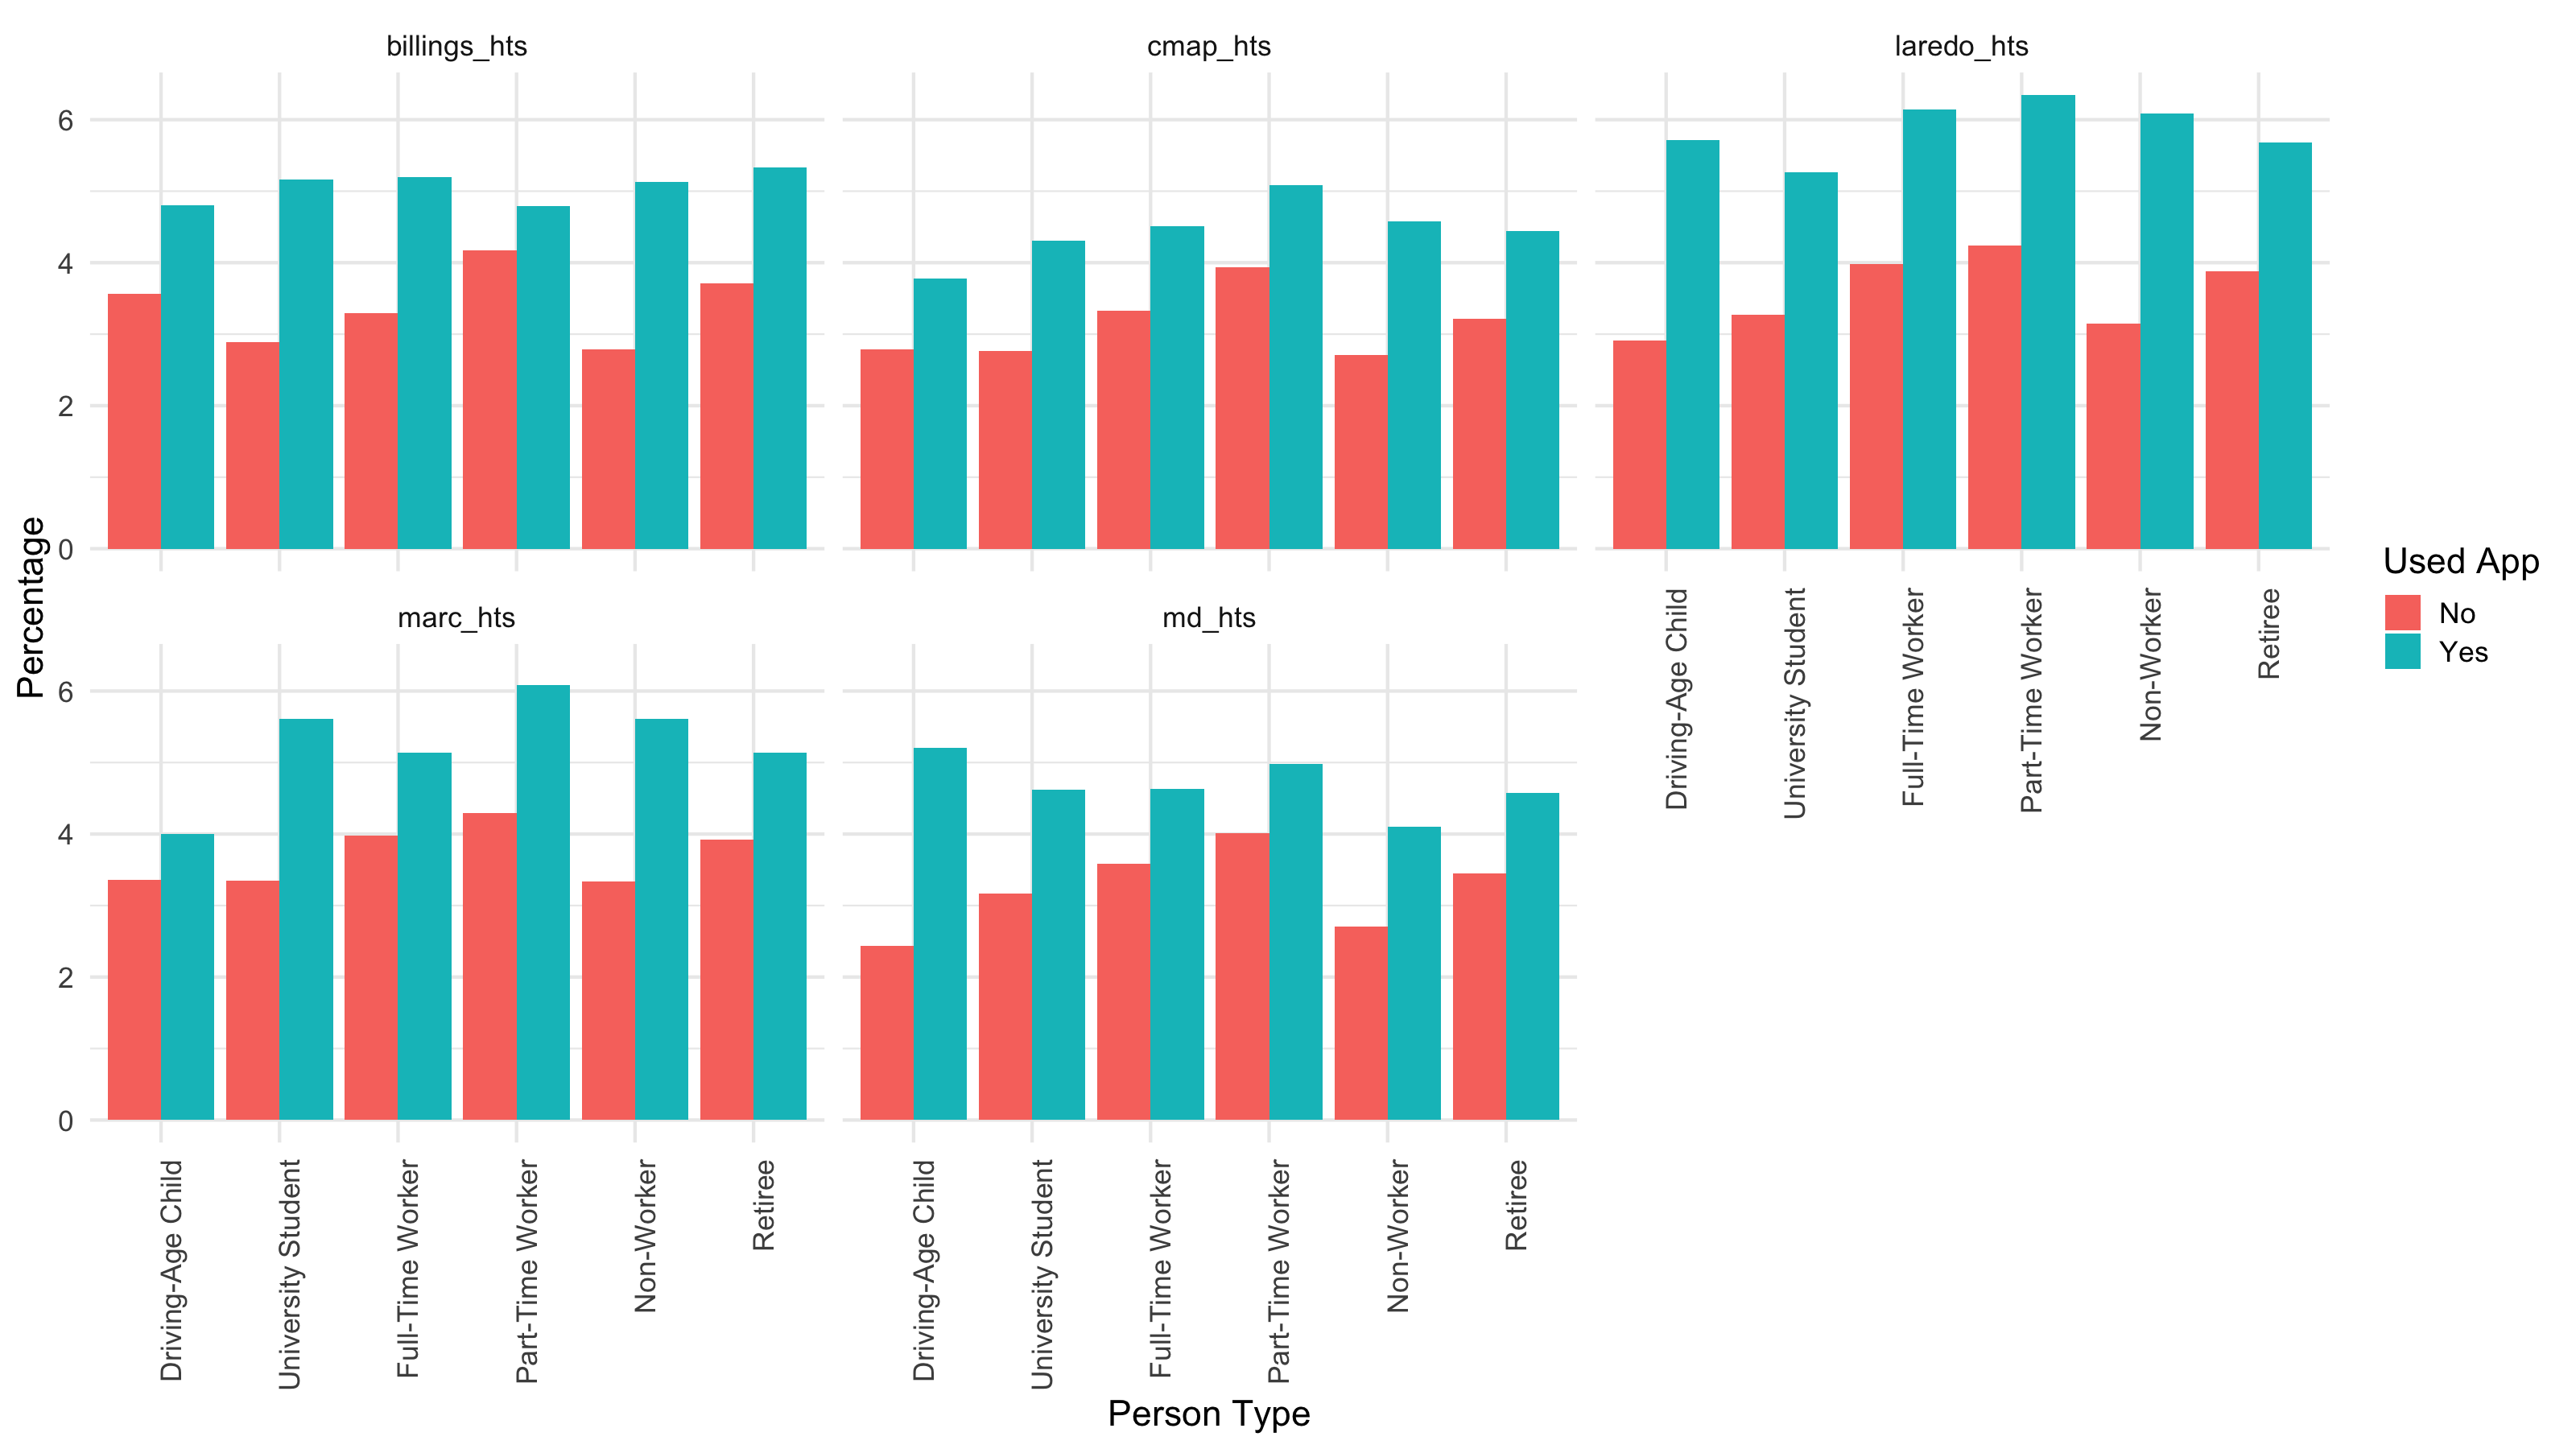 billings_hts
cmap_hts
laredo_hts
6
4
2
0
Percentage
Driving-Age Child
University Student
Full-Time Worker
Part-Time Worker
Non-Worker
Retiree
Used App
No
Yes
marc_hts
md_hts
6
4
2
0
Driving-Age Child
University Student
Full-Time Worker
Part-Time Worker
Non-Worker
Retiree
Driving-Age Child
University Student
Full-Time Worker
Part-Time Worker
Non-Worker
Retiree
Person Type